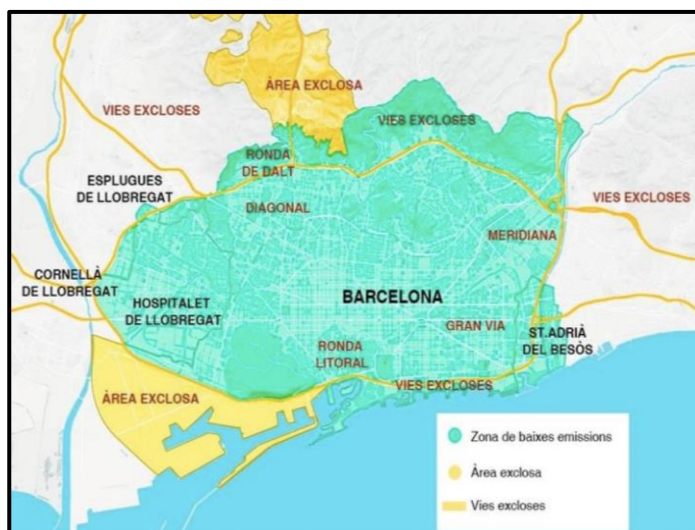 ÀREA EXCLOSA
VIES EXCLOSES
VIES EXCLOSES
RONDA
DE DALT
ESPLUGUES
DE LLOBREGAT
VIES EXCLOSES
DIAGONAL
MERIDIANA
CORNELLÀ
DE LLOBREGAT
HOSPITALET
DE LLOBREGAT
BARCELONA
GRAN VIA
ST.ADRIÀ
DEL BESÒS
RONDA
LITORAL
ÀREA EXCLOSA
VIES EXCLOSES
Zona de baixes emissions
Àrea exclosa
Vies excloses